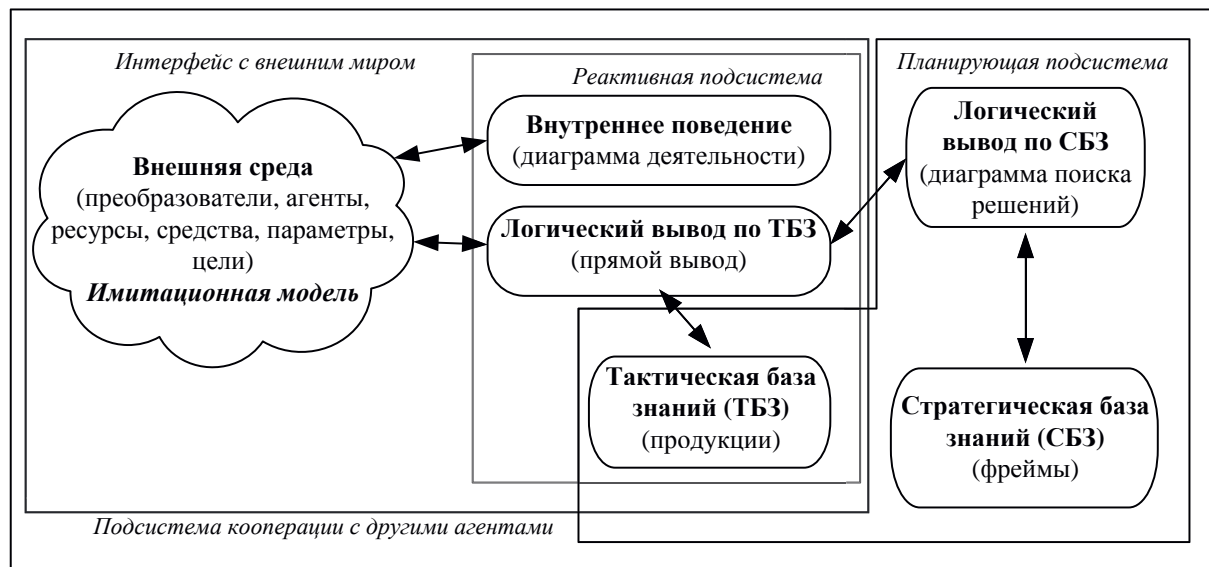 Интерфейс с внешним миром
Реактивная подсистема
Планирующая подсистема
Внешняя среда
(преобразователи, агенты,
ресурсы, средства, параметры,
цели)
Имитационная модель
Внутреннее поведение
(диаграмма деятельности)
Логический вывод по ТБЗ
(прямой вывод)
Тактическая база
знаний (ТБЗ)
(продукции)
Логический
вывод по СБЗ
(диаграмма поиска
решений)
Стратегическая база
знаний (СБЗ)
(фреймы)
Подсистема кооперации с другими агентами